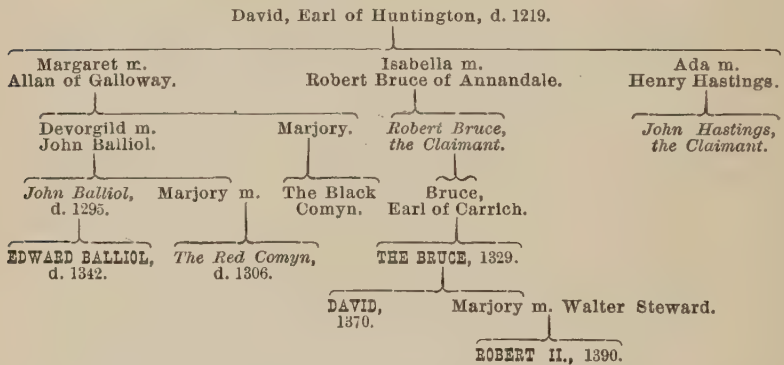 David, Earl of Huntington, d. 1219.
Margaret m. Isabella m. Ada m.
Allan of Galloway. Robert Bruce of Annandale. Henry Hastings.
Devorgild m. Marjory. Robert Bruce, John Hastings,
John Balliol. the Claimant. the Claimant.
John Balliol, Marjory m. The Black Bruce,
d. 1295. Comyn. Earl of Carrich.
EDWARD BALLIOL, The Red Comyn, THE BRUCE, 1329.
d. 1342. d. 1306.
DAVID, Marjory m. Walter Steward.
1370.
ROBERT II., 1390.